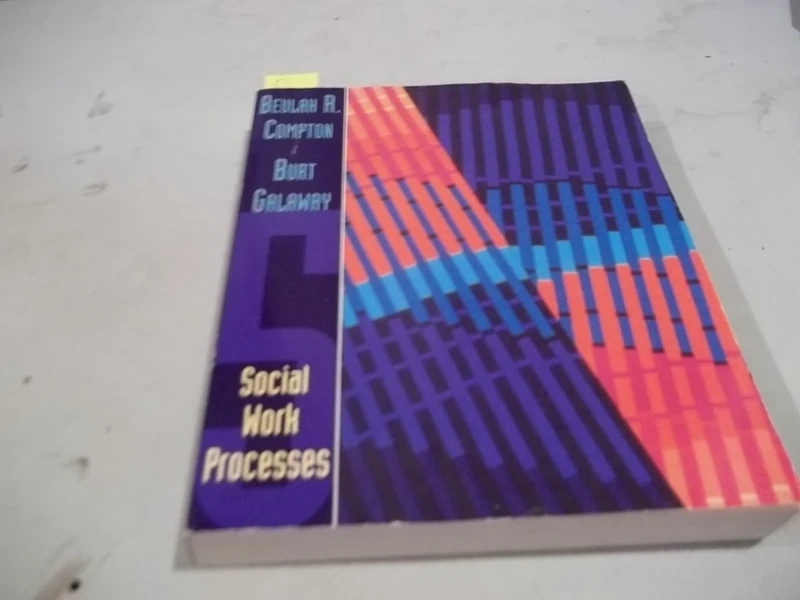 Beulah R.
Compton
&
Burt
Galaway
5
Social
Work
Processes